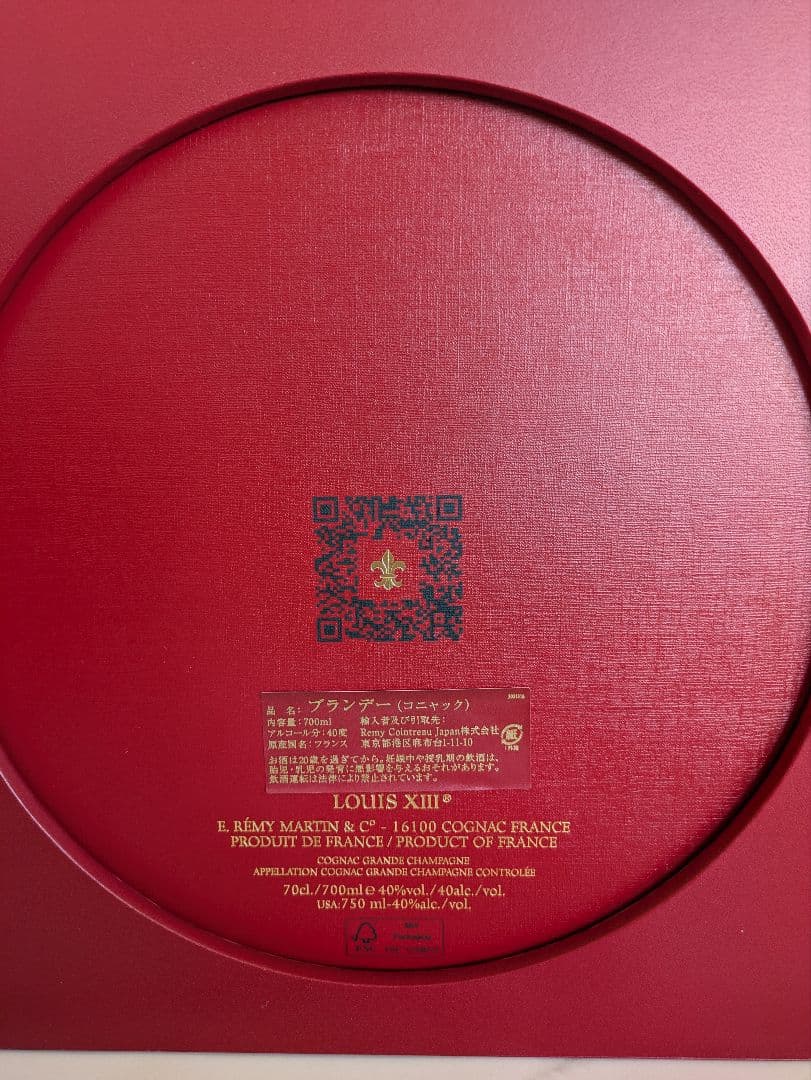 品 名: ブランデー (コニャック)
内容量:700ml 輸入者及び引取先:
アルコール分:40度 Remy Cointreau Japan株式会社
原産国名:フランス 東京都港区麻布台1-11-10
紙
外箱
お酒は20歳を過ぎてから。妊娠中や授乳期の飲酒は、
胎児・乳児の発育に悪影響を与えるおそれがあります。
飲酒運転は法律により禁止されています。
LOUIS XIII®
E. RÉMY MARTIN & Cº - 16100 COGNAC FRANCE
PRODUIT DE FRANCE / PRODUCT OF FRANCE
COGNAC GRANDE CHAMPAGNE
APPELLATION COGNAC GRANDE CHAMPAGNE CONTROLÉE
70cl./700ml e 40%vol./40alc./vol.
USA:750 ml-40%alc./vol.
FSC